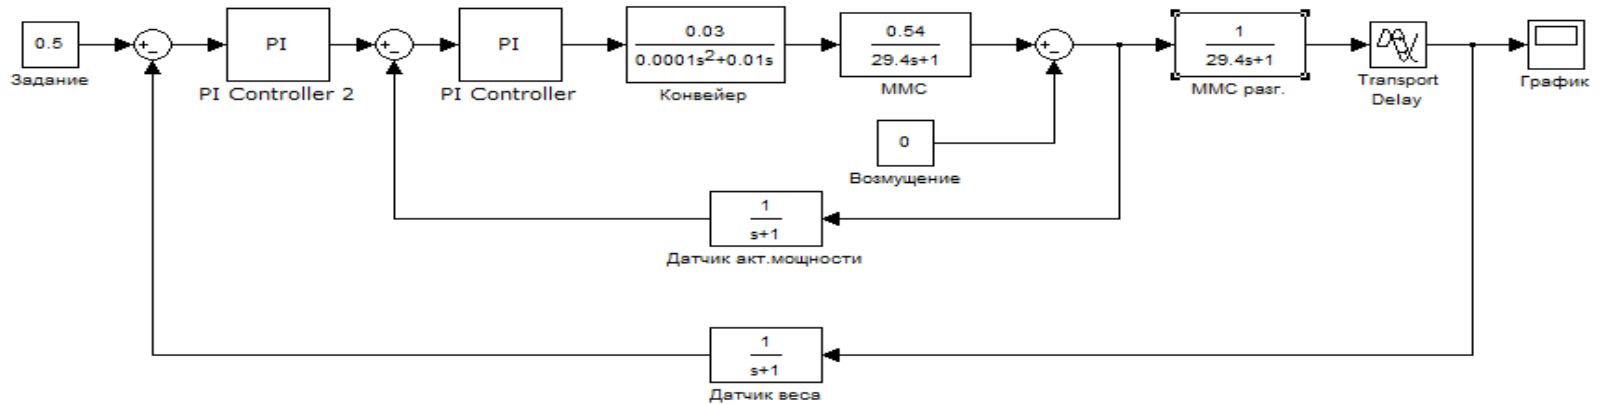 0.5
Задание
+
−
PI
PI Controller 2
+
−
PI
PI Controller
0.03
0.0001s²+0.01s
Конвейер
0.54
29.4s+1
ММС
+
−
1
29.4s+1
ММС разг.
Transport
Delay
График
0
Возмущение
1
s+1
Датчик акт.мощности
1
s+1
Датчик веса